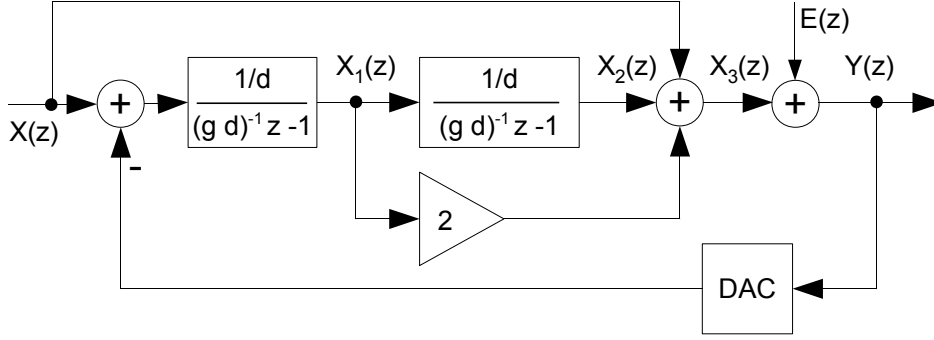 E(z)
1/d
(g d)⁻¹ z -1
X₁(z)
1/d
(g d)⁻¹ z -1
X₂(z)
X₃(z)
Y(z)
+
+
+
X(z)
-
2
DAC